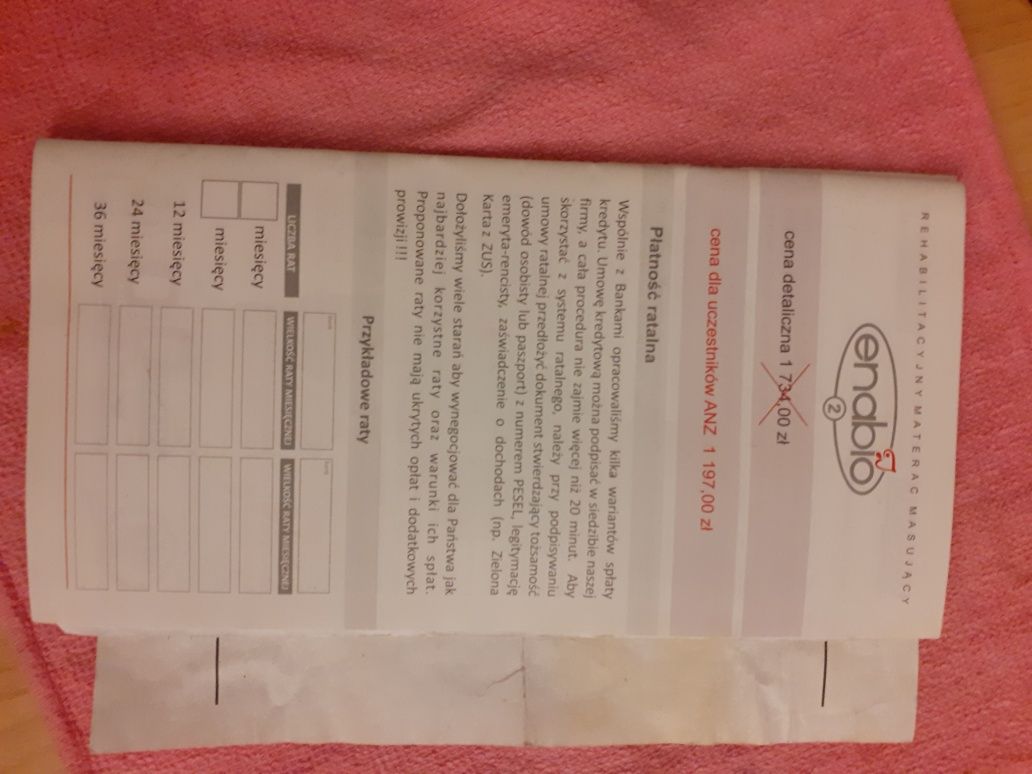 REHABILITACYJNY MATERAC MASUJĄCY
enabio
2
cena detaliczna 1 734,00 zł
cena dla uczestników ANZ 1 197,00 zł
Płatność ratalna
Wspólnie z Bankami opracowaliśmy kilka wariantów spłaty
kredytu. Umowę kredytową można podpisać w siedzibie naszej
firmy, a cała procedura nie zajmie więcej niż 20 minut. Aby
skorzystać z systemu ratalnego, należy przy podpisywaniu
umowy ratalnej przedłożyć dokument stwierdzający tożsamość
(dowód osobisty lub paszport) z numerem PESEL, legitymację
emeryta-rencisty, zaświadczenie o dochodach (np. Zielona
Karta z ZUS).
Dołożyliśmy wiele starań aby wynegocjować dla Państwa jak
najbardziej korzystne raty oraz warunki ich spłat.
Proponowane raty nie mają ukrytych opłat i dodatkowych
prowizji!!!
Przykładowe raty
LICZBA RAT WIELKOŚĆ RATY MIESIĘCZNEJ WIELKOŚĆ RATY MIESIĘCZNEJ
miesięcy
miesięcy
12 miesięcy
24 miesięcy
36 miesięcy